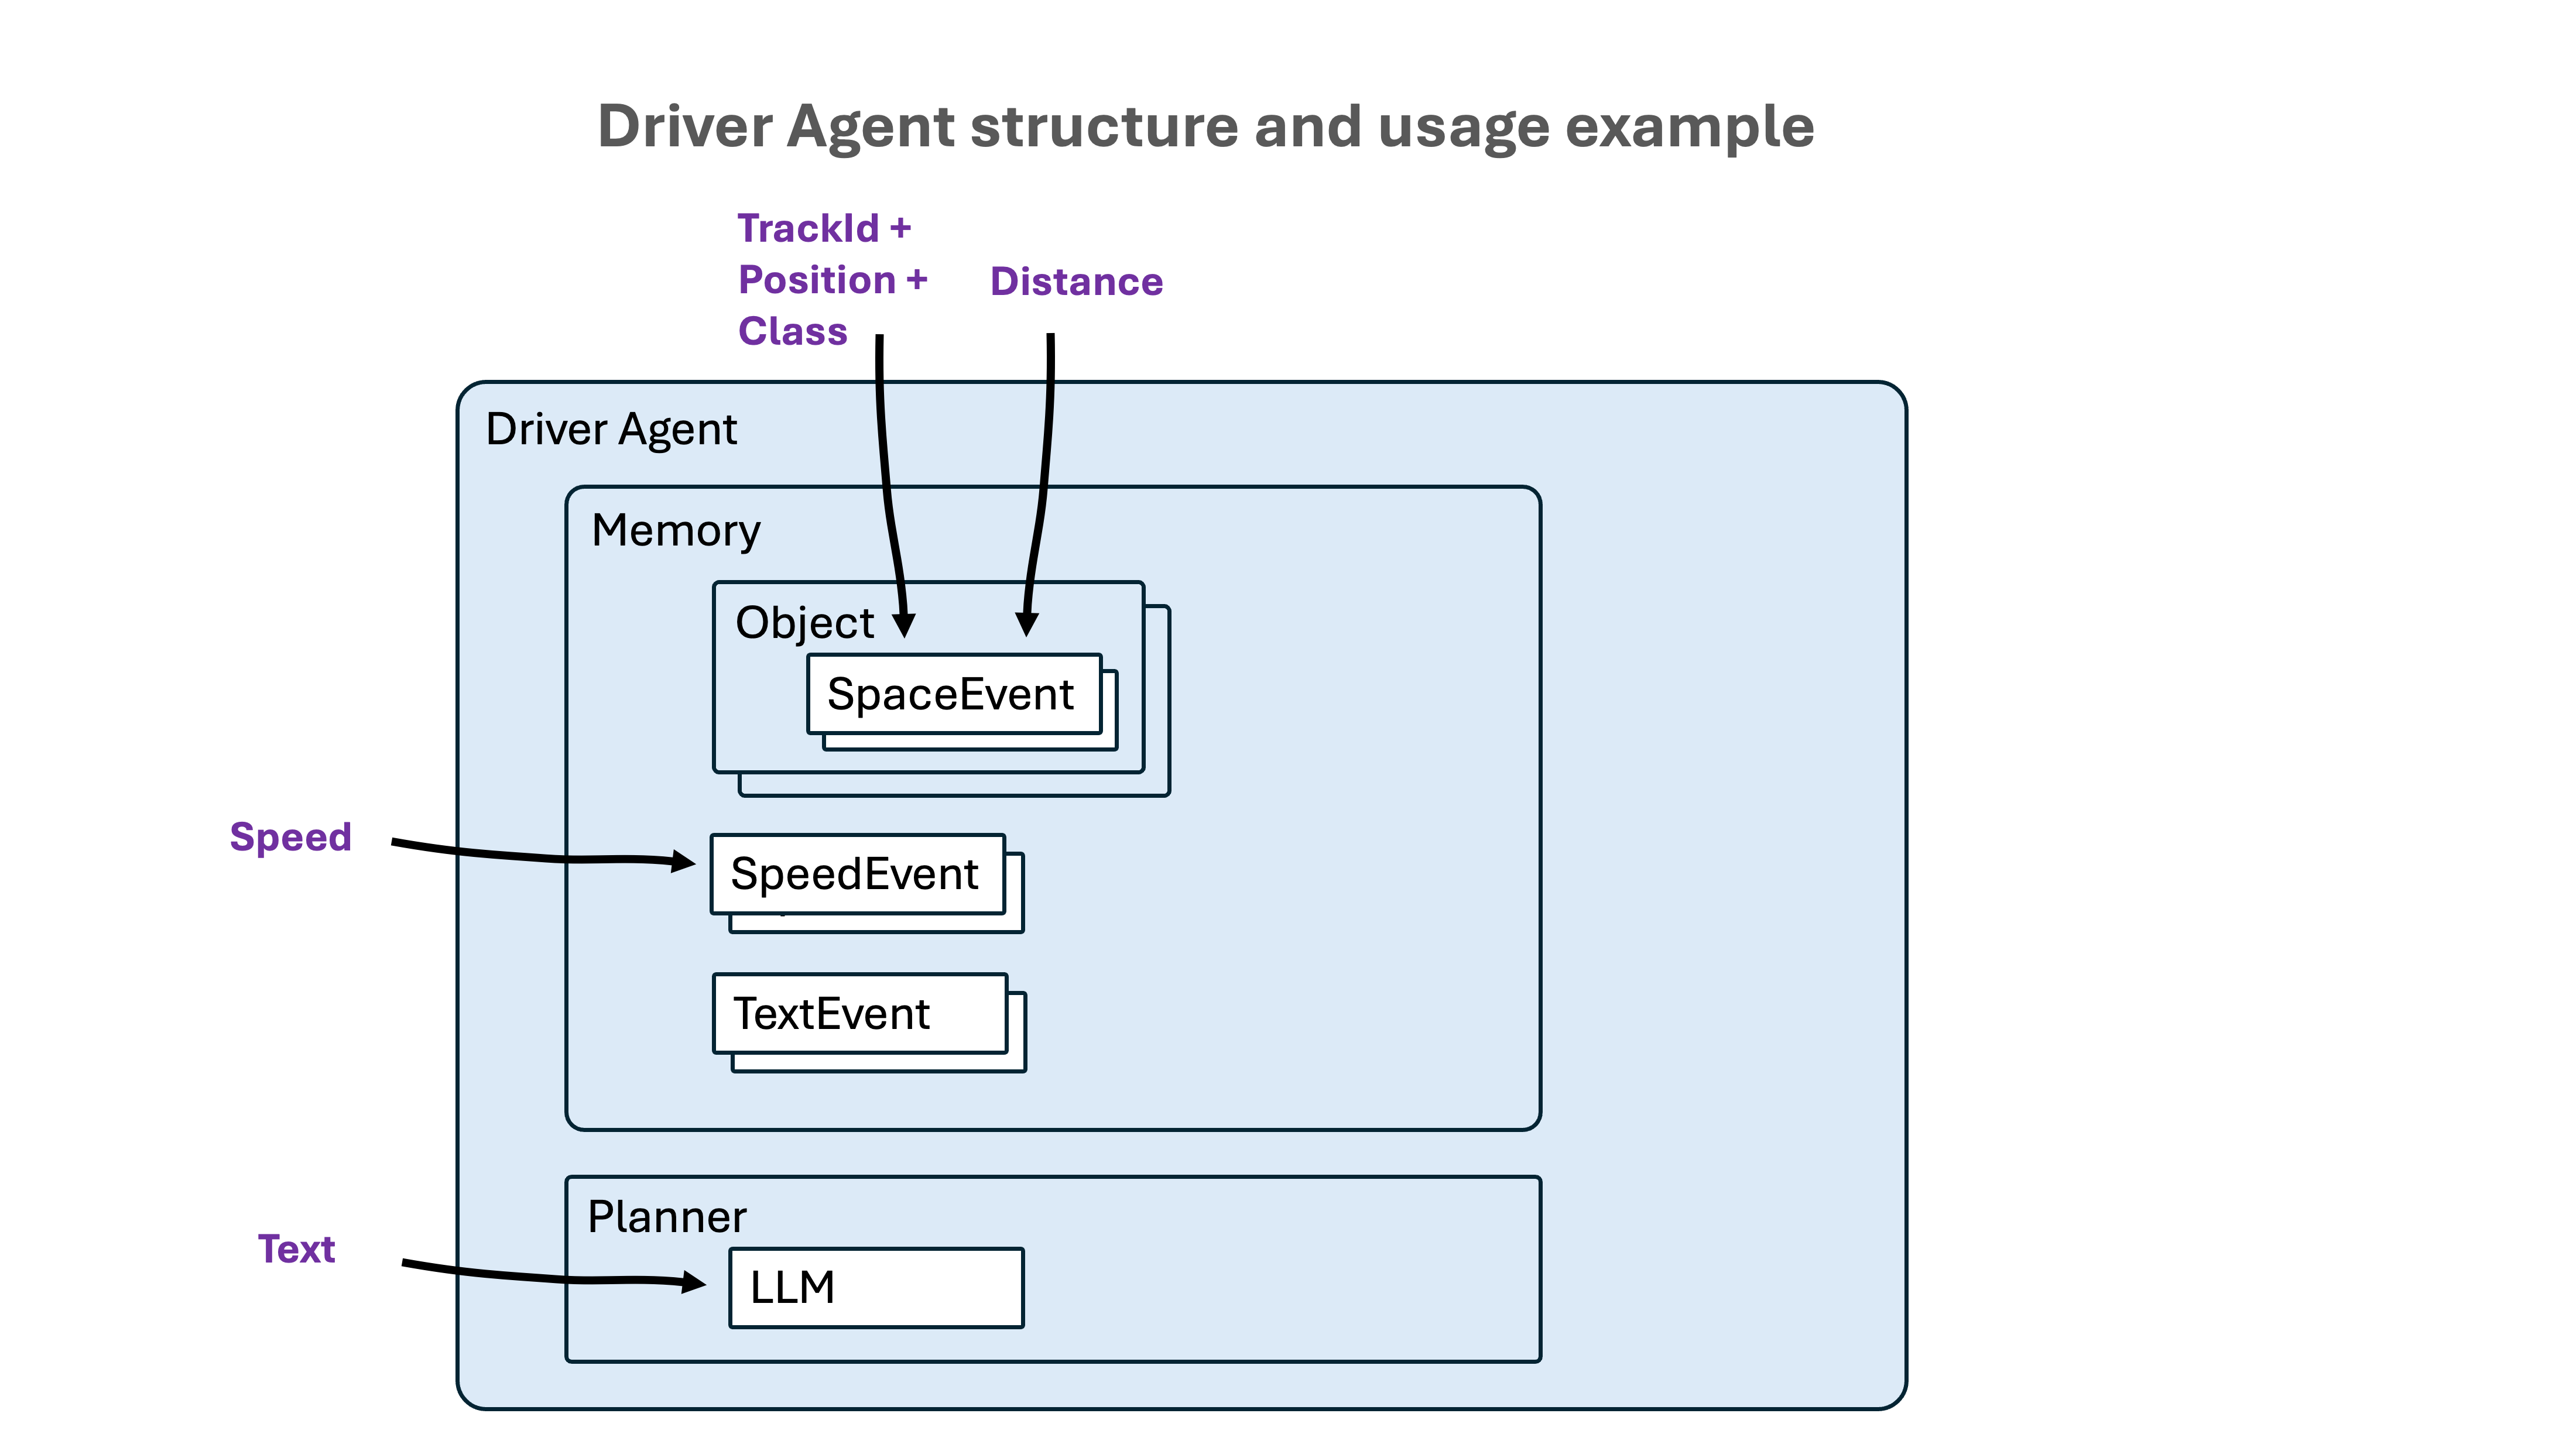 Driver Agent structure and usage example
TrackId +
Position +
Class
Distance
Driver Agent
Memory
Object
SpaceEvent
Speed
SpeedEvent
TextEvent
Planner
Text
LLM